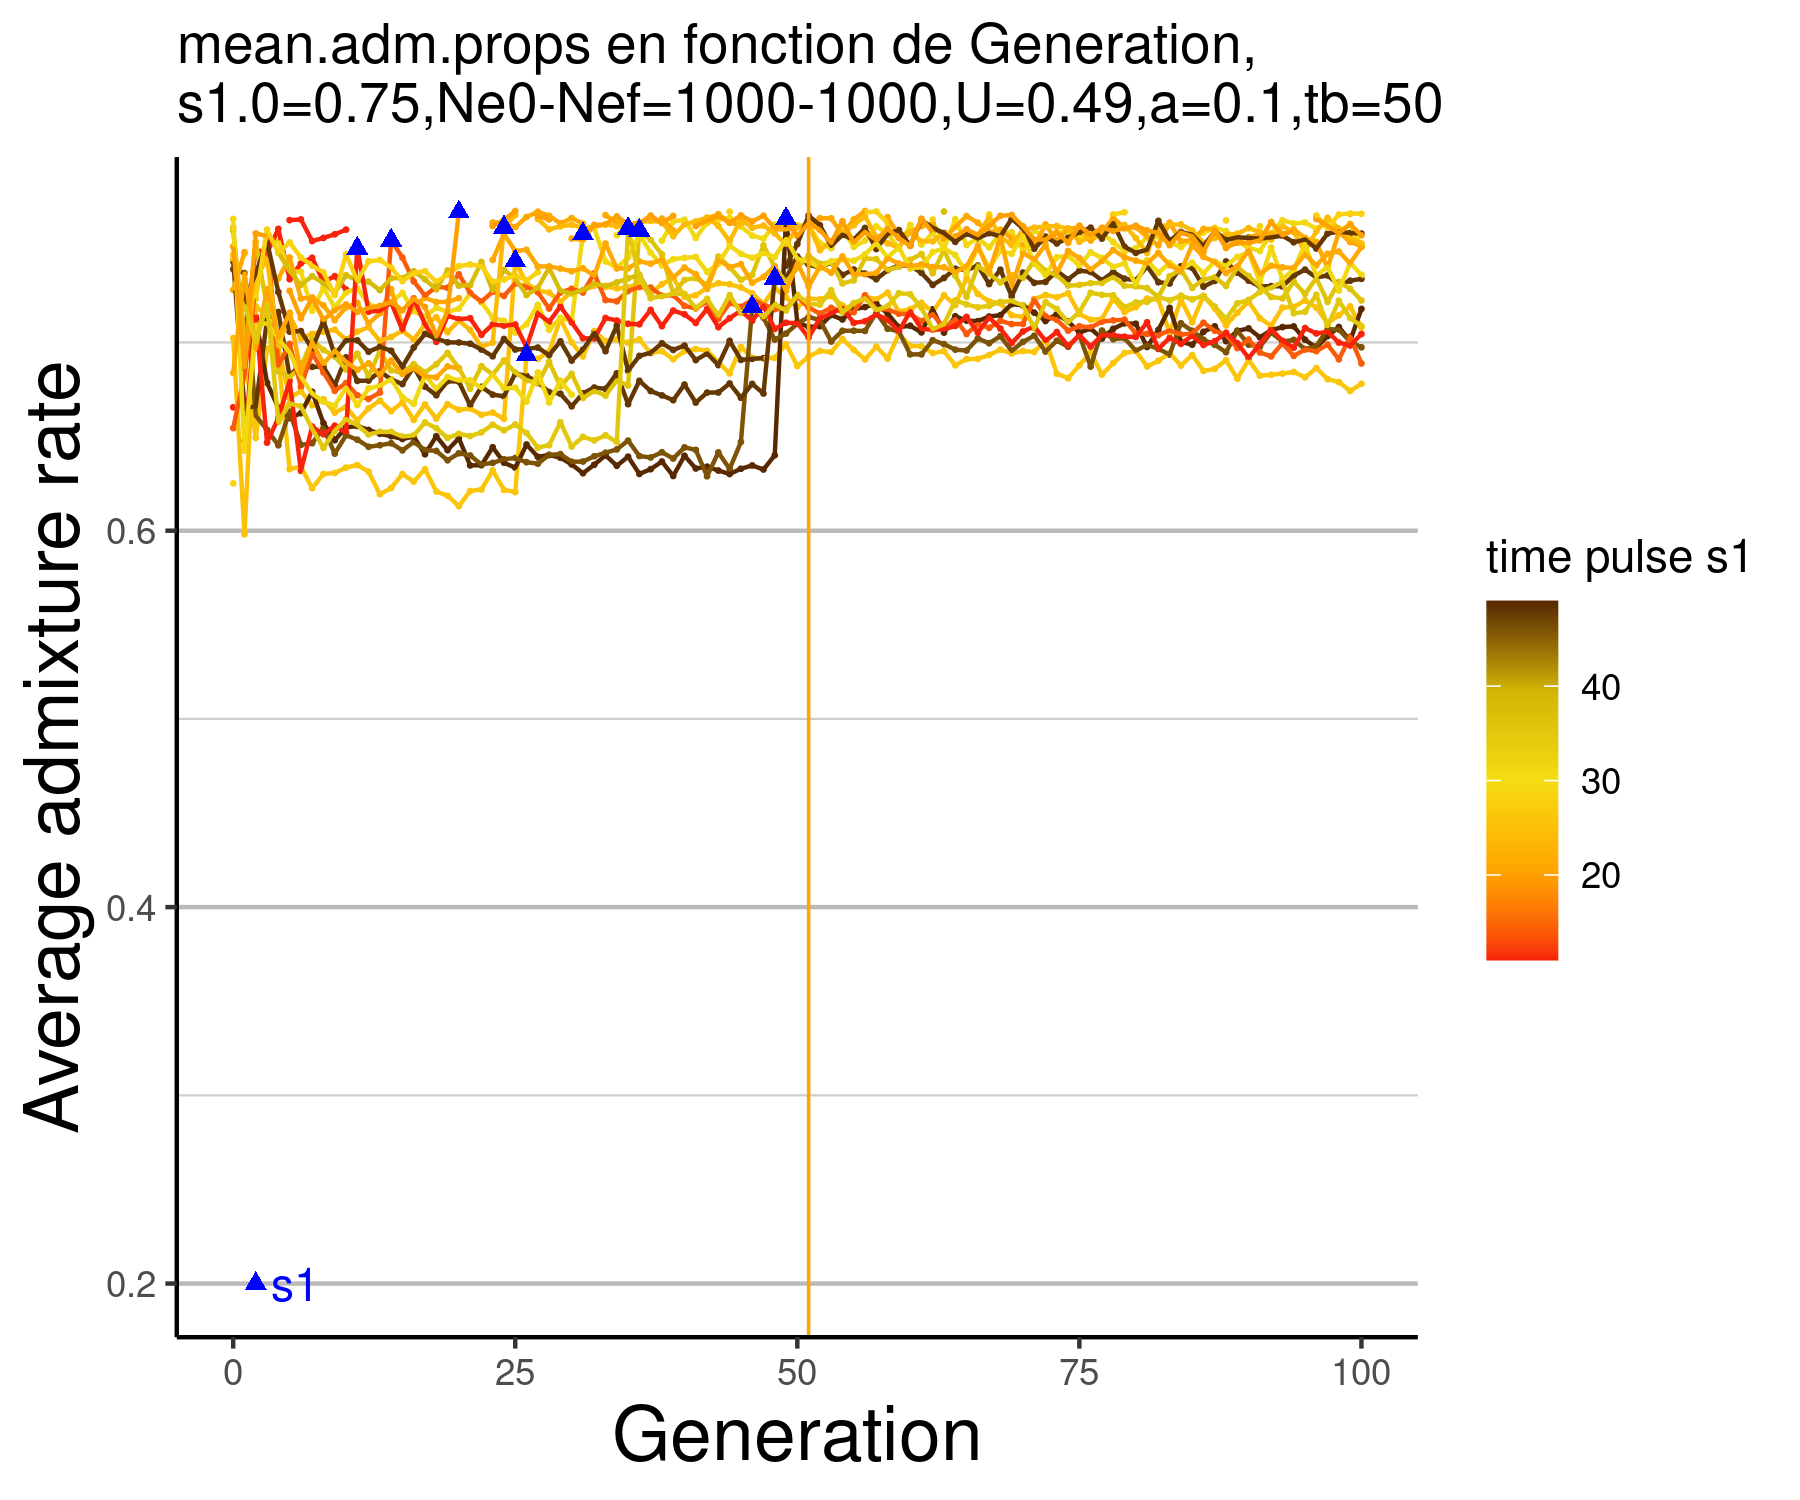 mean.adm.props en fonction de Generation,
s1.0=0.75,Ne0-Nef=1000-1000,U=0.49,a=0.1,tb=50
Average admixture rate
0.6
0.4
0.2
s1
0
25
50
75
100
Generation
time pulse s1
40
30
20